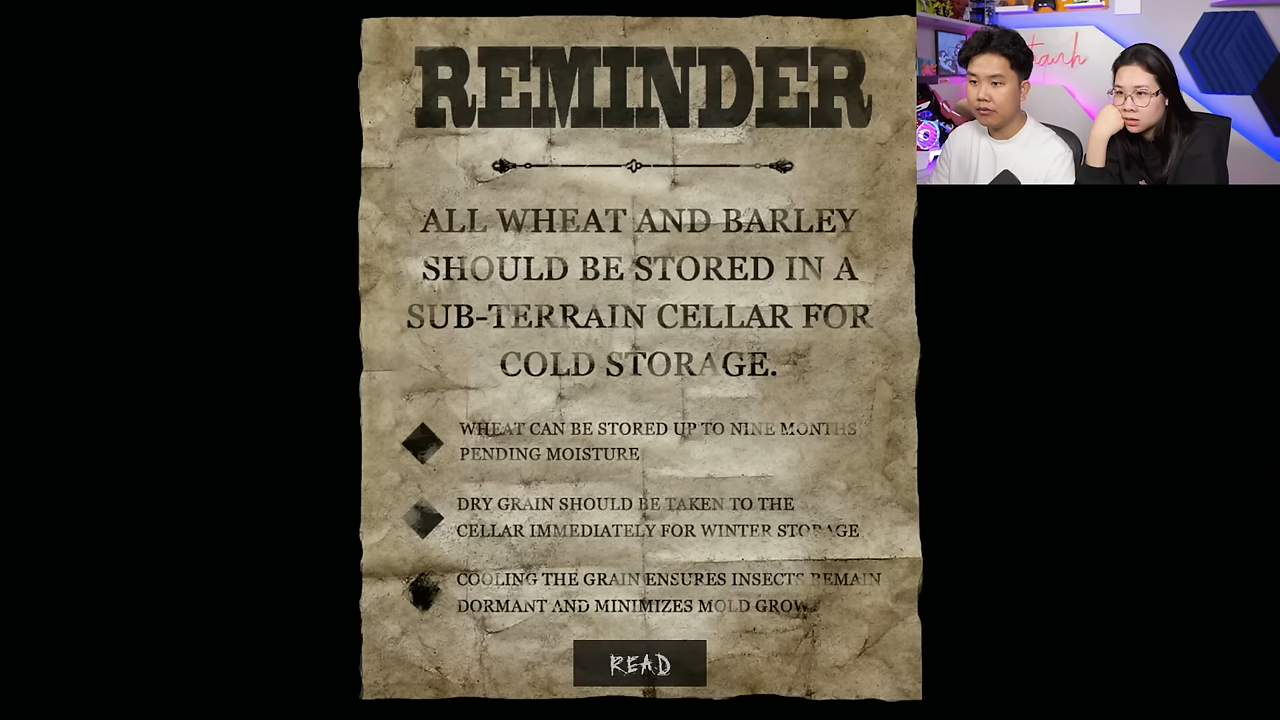 REMINDER
ALL WHEAT AND BARLEY
SHOULD BE STORED IN A
SUB-TERRAIN CELLAR FOR
COLD STORAGE.
WHEAT CAN BE STORED UP TO NINE MONTHS
PENDING MOISTURE
DRY GRAIN SHOULD BE TAKEN TO THE
CELLAR IMMEDIATELY FOR WINTER STORAGE
COOLING THE GRAIN ENSURES INSECTS REMAIN
DORMANT AND MINIMIZES MOLD
READ